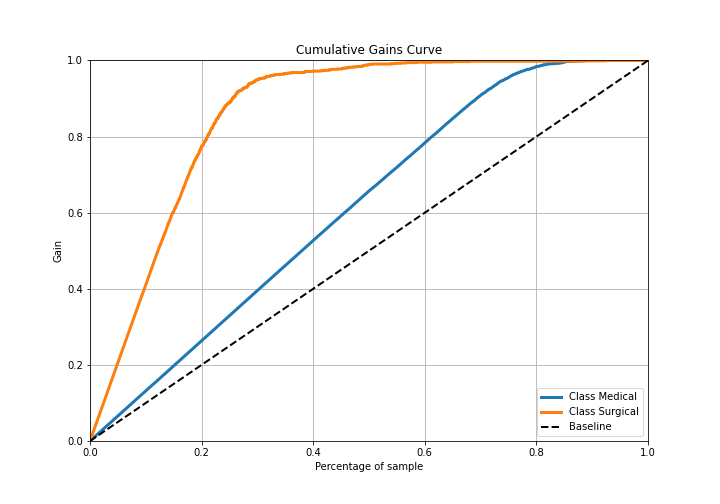 Cumulative Gains Curve
1.0
0.8
0.6
0.4
0.2
0.0
Gain
0.0 0.2 0.4 0.6 0.8 1.0
Percentage of sample
Class Medical
Class Surgical
Baseline